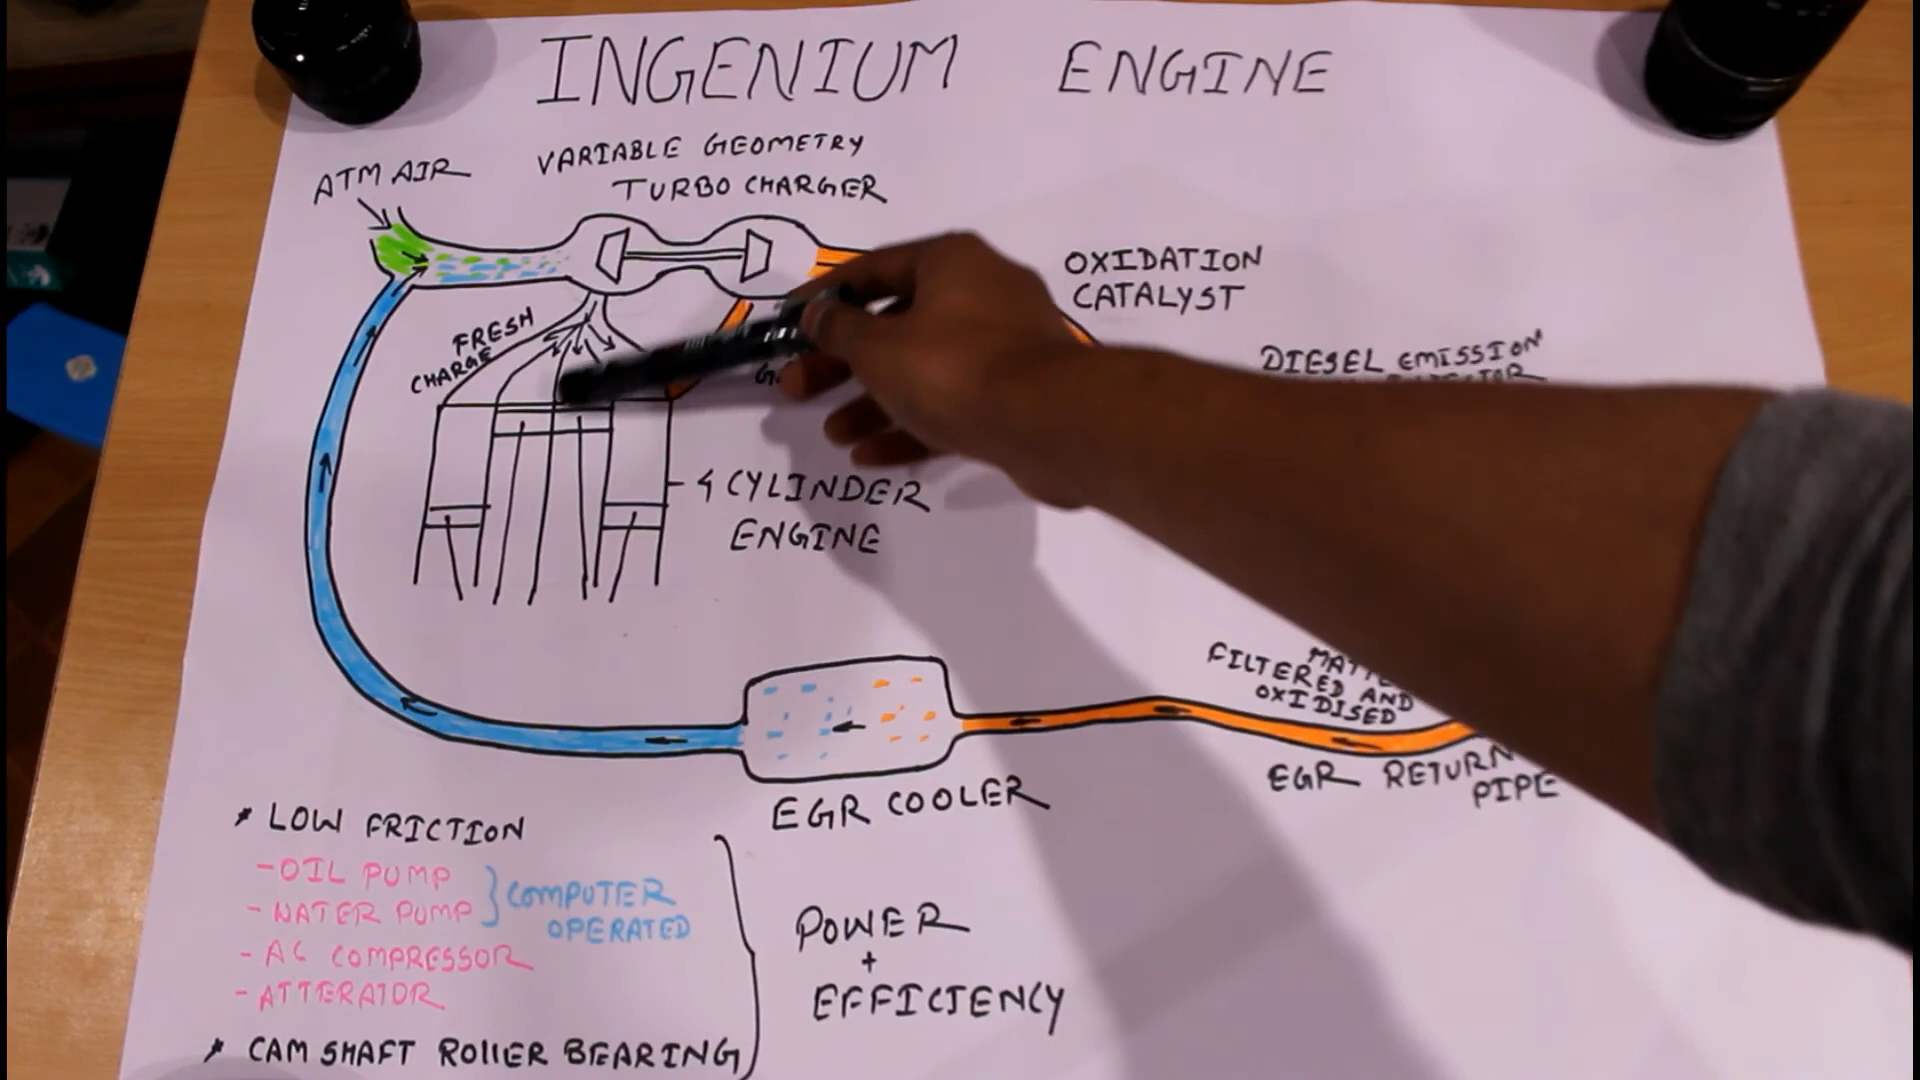 INGENIUM ENGINE
VARIABLE GEOMETRY
TURBO CHARGER
ATM AIR
OXIDATION
CATALYST
FRESH
CHARGE
DIESEL EMISSION
4 CYLINDER
ENGINE
FILTERED AND
OXIDISED
EGR RETURN
PIPE
EGR COOLER
* LOW FRICTION
- OIL PUMP
- WATER PUMP
} COMPUTER
OPERATED
- AC COMPRESSOR
- ATTERATOR
* CAM SHAFT ROllER BEARING
POWER
+
EFFICIENCY